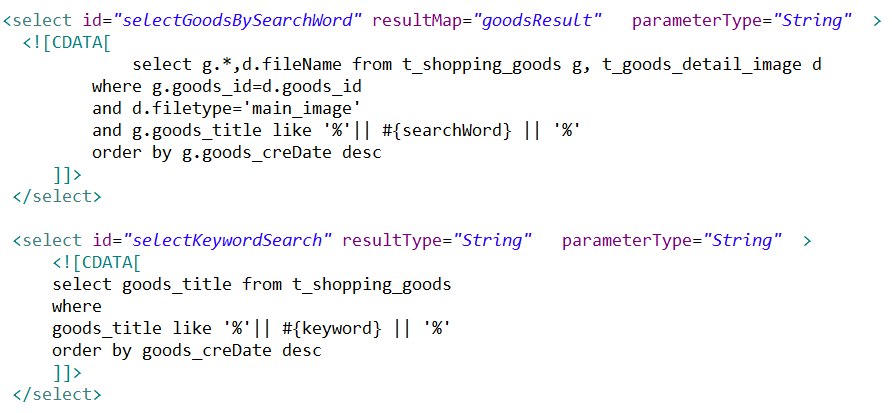 <select id="selectGoodsBySearchWord" resultMap="goodsResult"   parameterType="String"  >
<![CDATA[
select g.*,d.fileName from t_shopping_goods g, t_goods_detail_image d
where g.goods_id=d.goods_id
and d.filetype='main_image'
and g.goods_title like '%'|| #{searchWord} || '%'
order by g.goods_creDate desc
]]>
</select>
<select id="selectKeywordSearch" resultType="String"   parameterType="String"  >
<![CDATA[
select goods_title from t_shopping_goods
where
goods_title like '%'|| #{keyword} || '%'
order by goods_creDate desc
]]>
</select>